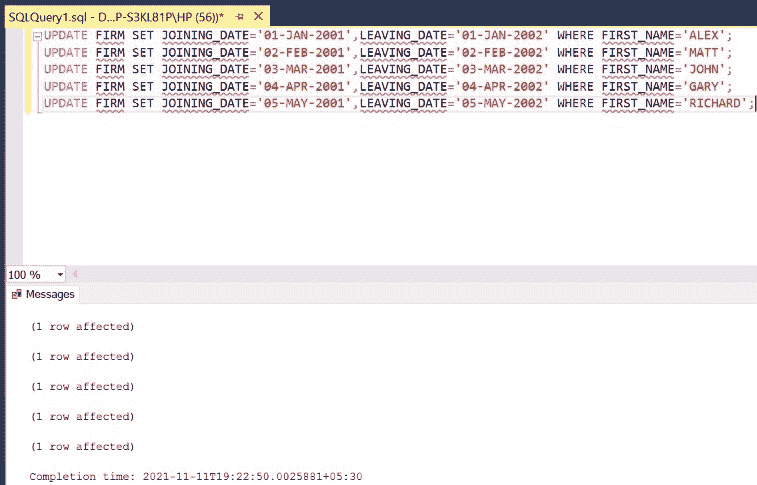 SQLQuery1.sql - D...P-S3KL81P\HP (56))*
UPDATE FIRM SET JOINING_DATE='01-JAN-2001',LEAVING_DATE='01-JAN-2002' WHERE FIRST_NAME='ALEX';
UPDATE FIRM SET JOINING_DATE='02-FEB-2001',LEAVING_DATE='02-FEB-2002' WHERE FIRST_NAME='MATT';
UPDATE FIRM SET JOINING_DATE='03-MAR-2001',LEAVING_DATE='03-MAR-2002' WHERE FIRST_NAME='JOHN';
UPDATE FIRM SET JOINING_DATE='04-APR-2001',LEAVING_DATE='04-APR-2002' WHERE FIRST_NAME='GARY';
UPDATE FIRM SET JOINING_DATE='05-MAY-2001',LEAVING_DATE='05-MAY-2002' WHERE FIRST_NAME='RICHARD';
100 %
Messages
(1 row affected)
(1 row affected)
(1 row affected)
(1 row affected)
(1 row affected)
Completion time: 2021-11-11T19:22:50.0025881+05:30